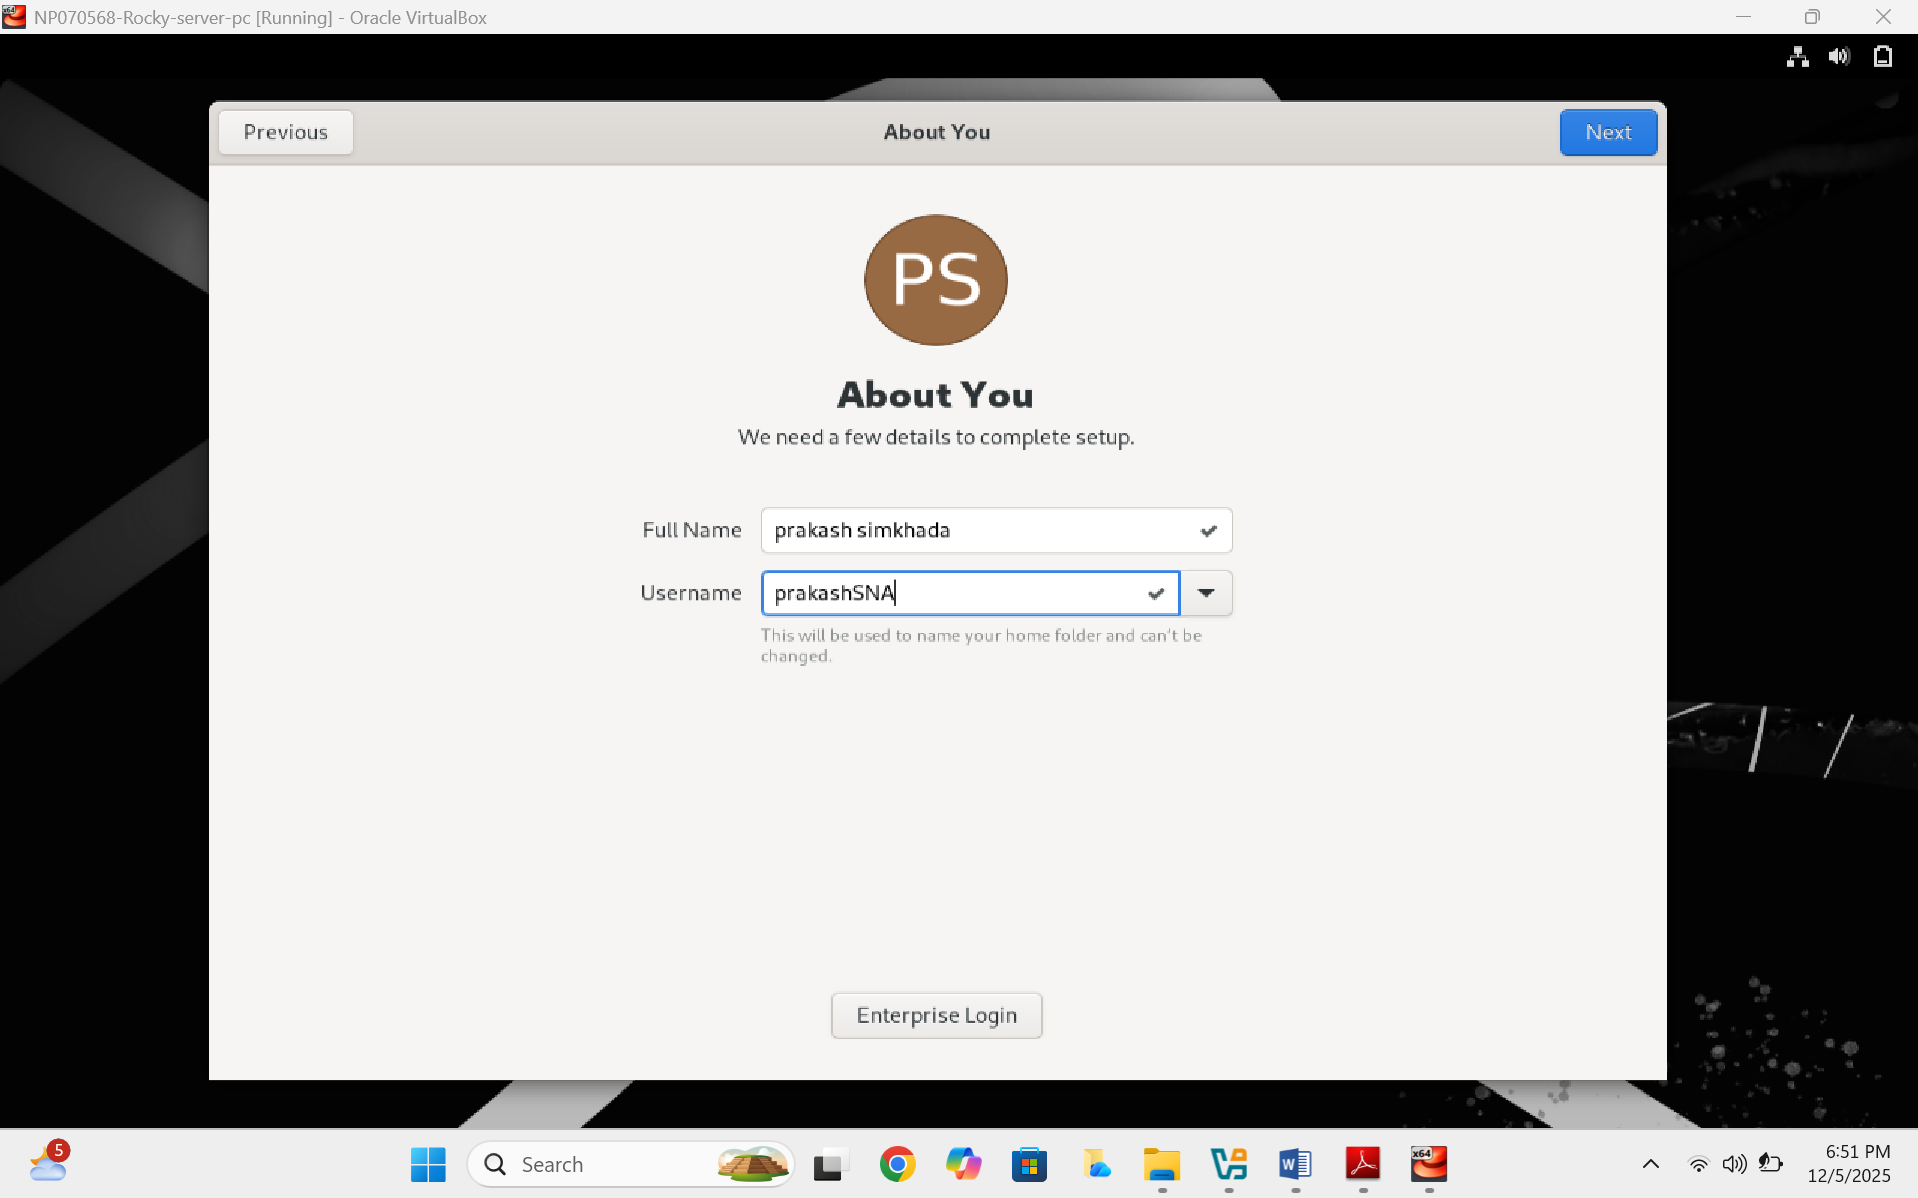 NP070568-Rocky-server-pc [Running] - Oracle VirtualBox
Previous
About You
Next
PS
About You
We need a few details to complete setup.
Full Name
prakash simkhada
Username
prakashSNA
This will be used to name your home folder and can't be
changed.
Enterprise Login
5
Search
x64
6:51 PM
12/5/2025